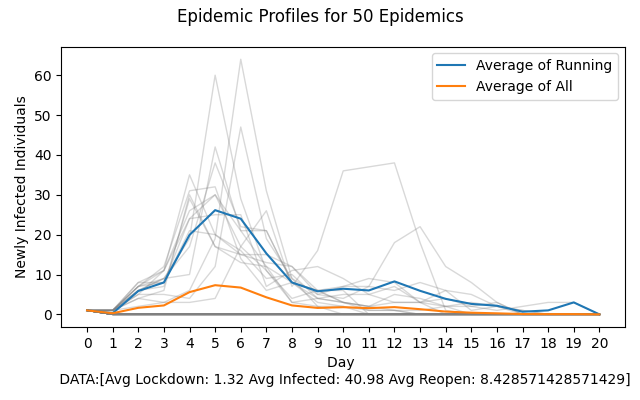 Epidemic Profiles for 50 Epidemics
Average of Running
Average of All
Newly Infected Individuals
60
50
40
30
20
10
0
0 1 2 3 4 5 6 7 8 9 10 11 12 13 14 15 16 17 18 19 20
Day
DATA:[Avg Lockdown: 1.32 Avg Infected: 40.98 Avg Reopen: 8.428571428571429]